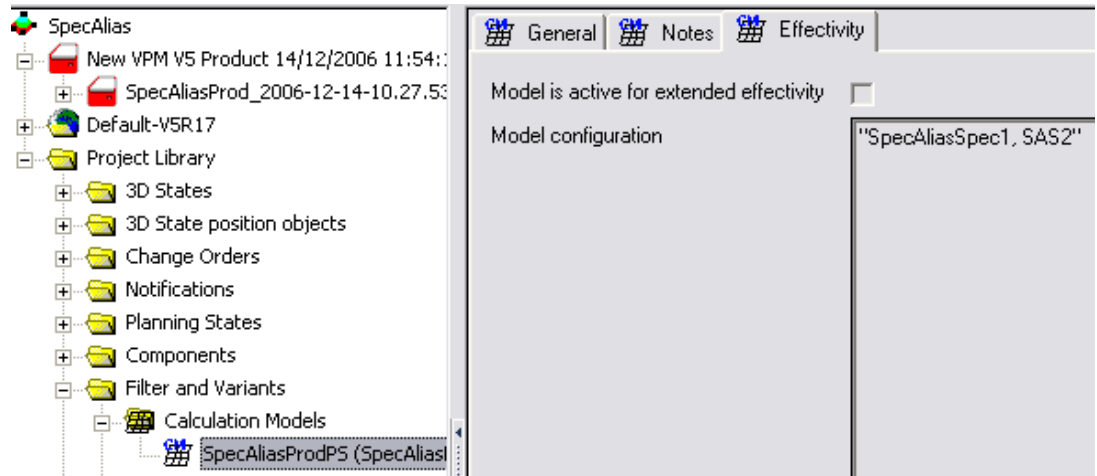 SpecAlias
New VPM V5 Product 14/12/2006 11:54:
SpecAliasProd_2006-12-14-10.27.53
Default-V5R17
Project Library
3D States
3D State position objects
Change Orders
Notifications
Planning States
Components
Filter and Variants
Calculation Models
SpecAliasProdPS (SpecAlias
General Notes Effectivity
Model is active for extended effectivity
Model configuration
"SpecAliasSpec1, SAS2"